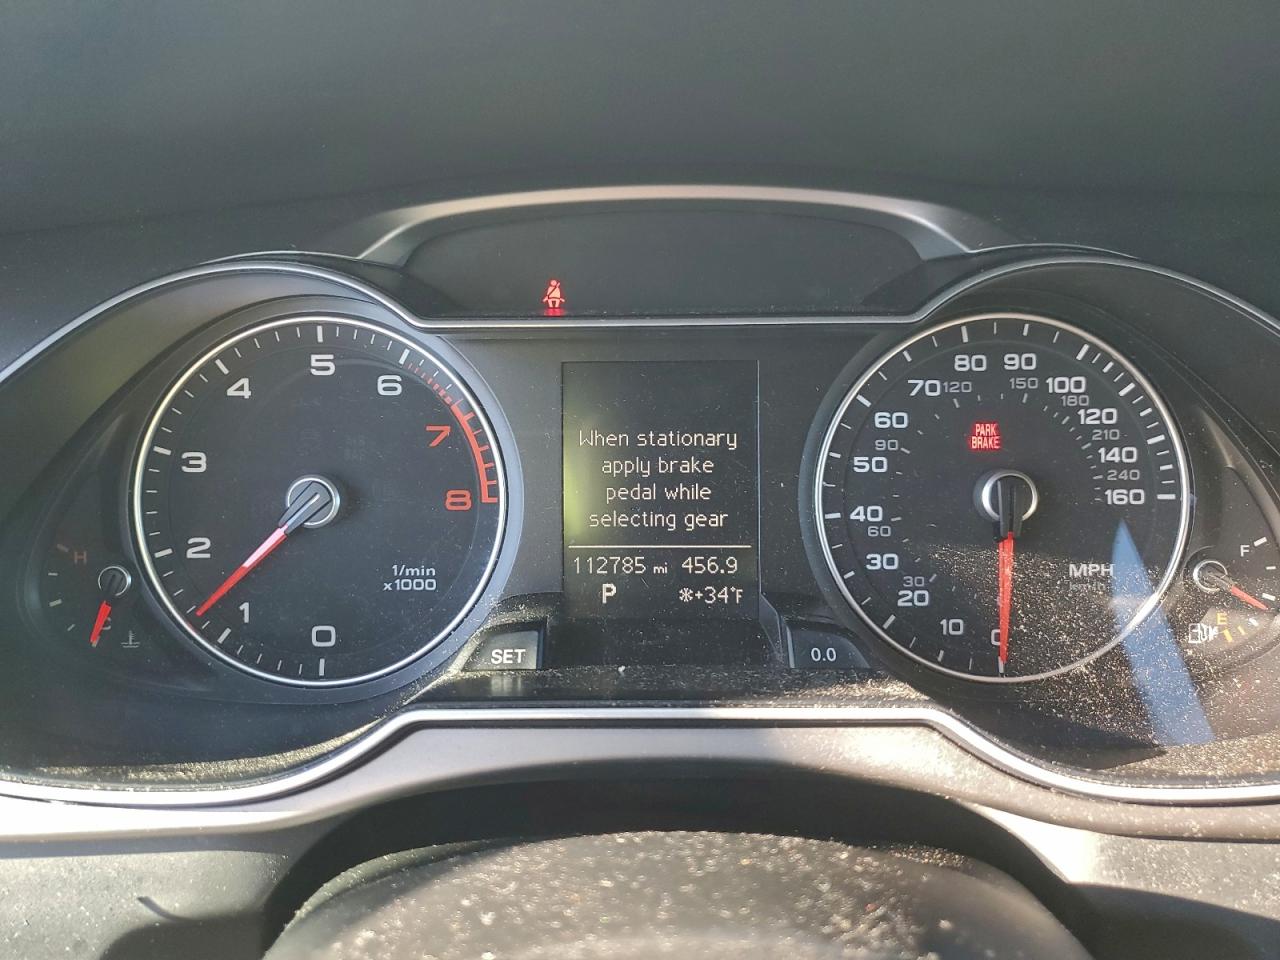 5
4
6
3
7
8
2
1
0
1/min
x1000
H
SET
When stationary
apply brake
pedal while
selecting gear
112785 mi 456.9
P
*+34°F
0.0
80 90
70 120 150 100
180
60
120
90 210
50 140
240
40 160
60
30
30
20
10
0
MPH
PARK
BRAKE
F
E